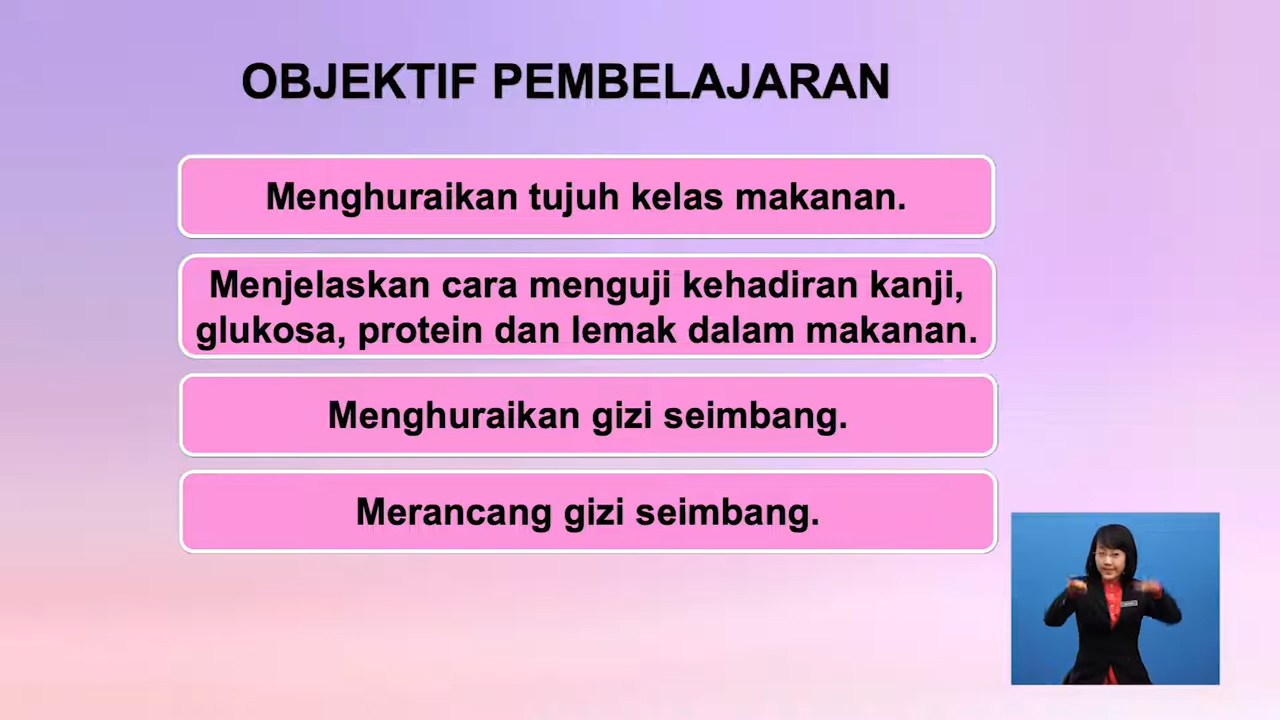 OBJEKTIF PEMBELAJARAN
Menghuraikan tujuh kelas makanan.
Menjelaskan cara menguji kehadiran kanji,
glukosa, protein dan lemak dalam makanan.
Menghuraikan gizi seimbang.
Merancang gizi seimbang.